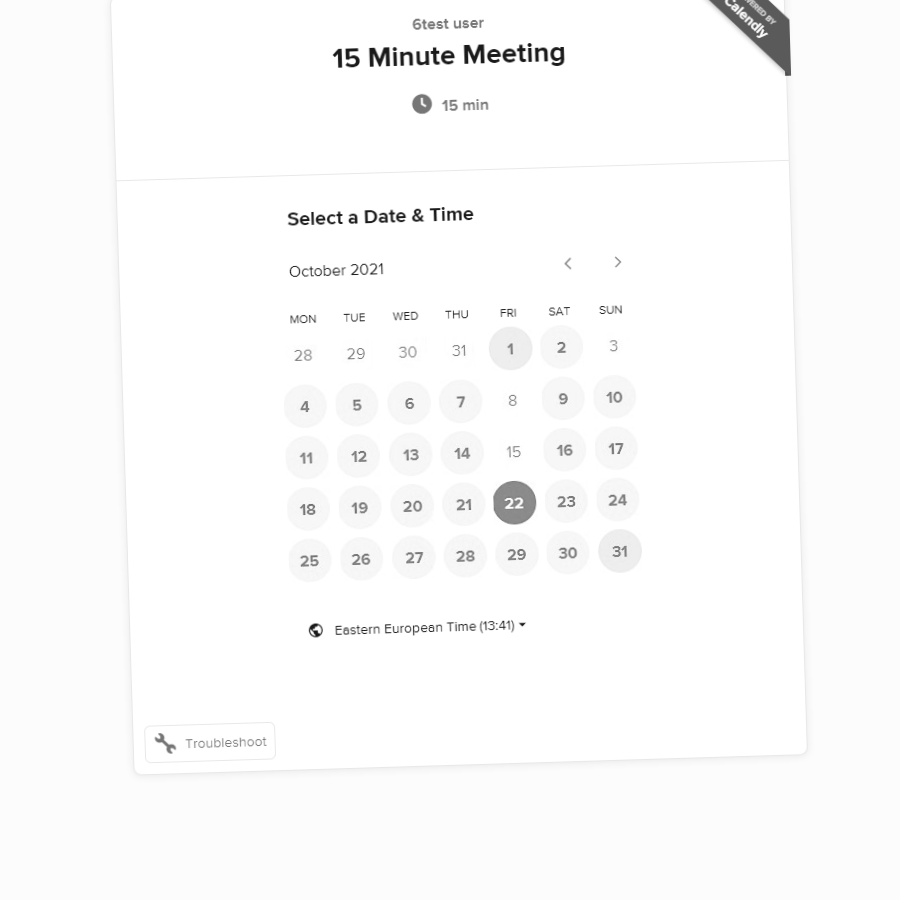 6test user
15 Minute Meeting
15 min
Calendly
Select a Date & Time
October 2021
MON TUE WED THU FRI SAT SUN
28 29 30 31 1 2 3
4 5 6 7 8 9 10
11 12 13 14 15 16 17
18 19 20 21 22 23 24
25 26 27 28 29 30 31
Eastern European Time (13:41)
Troubleshoot